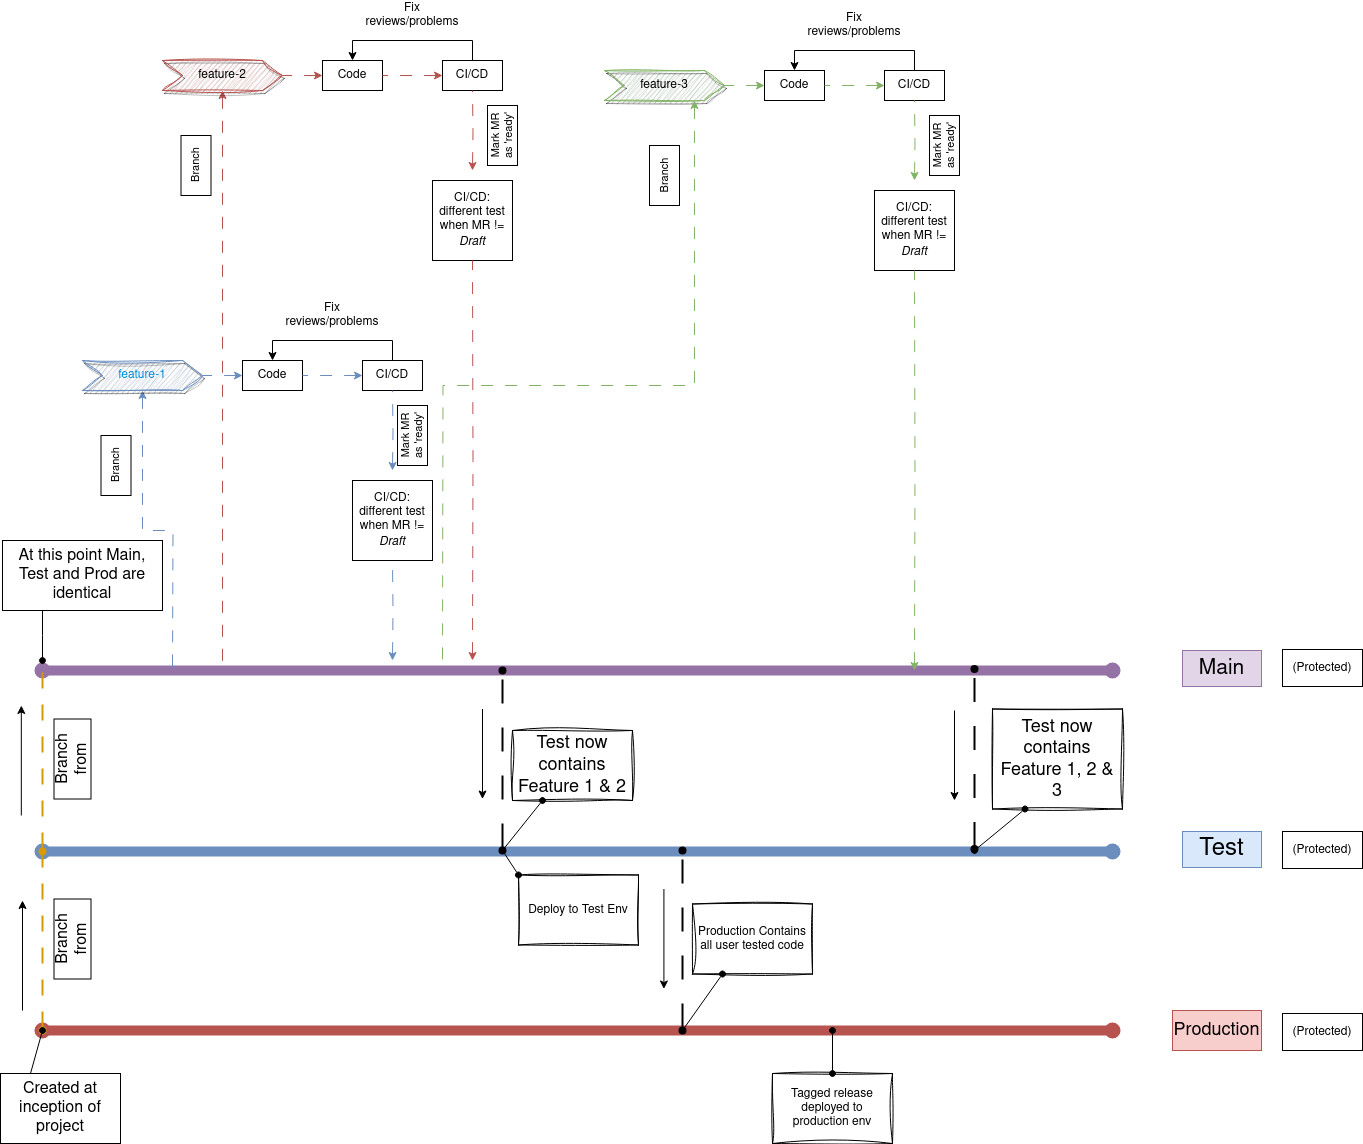 Fix
reviews/problems
feature-2
Code
CI/CD
Branch
Mark MR
as 'ready'
CI/CD:
different test
when MR !=
Draft
Fix
reviews/problems
feature-3
Code
CI/CD
Branch
Mark MR
as 'ready'
CI/CD:
different test
when MR !=
Draft
Fix
reviews/problems
feature-1
Code
CI/CD
Branch
Mark MR
as 'ready'
CI/CD:
different test
when MR !=
Draft
At this point Main,
Test and Prod are
identical
Main
(Protected)
Branch
from
Test now
contains
Feature 1 & 2
Test now
contains
Feature 1, 2 &
3
Test
(Protected)
Branch
from
Deploy to Test Env
Production Contains
all user tested code
Production
(Protected)
Created at
inception of
project
Tagged release
deployed to
production env